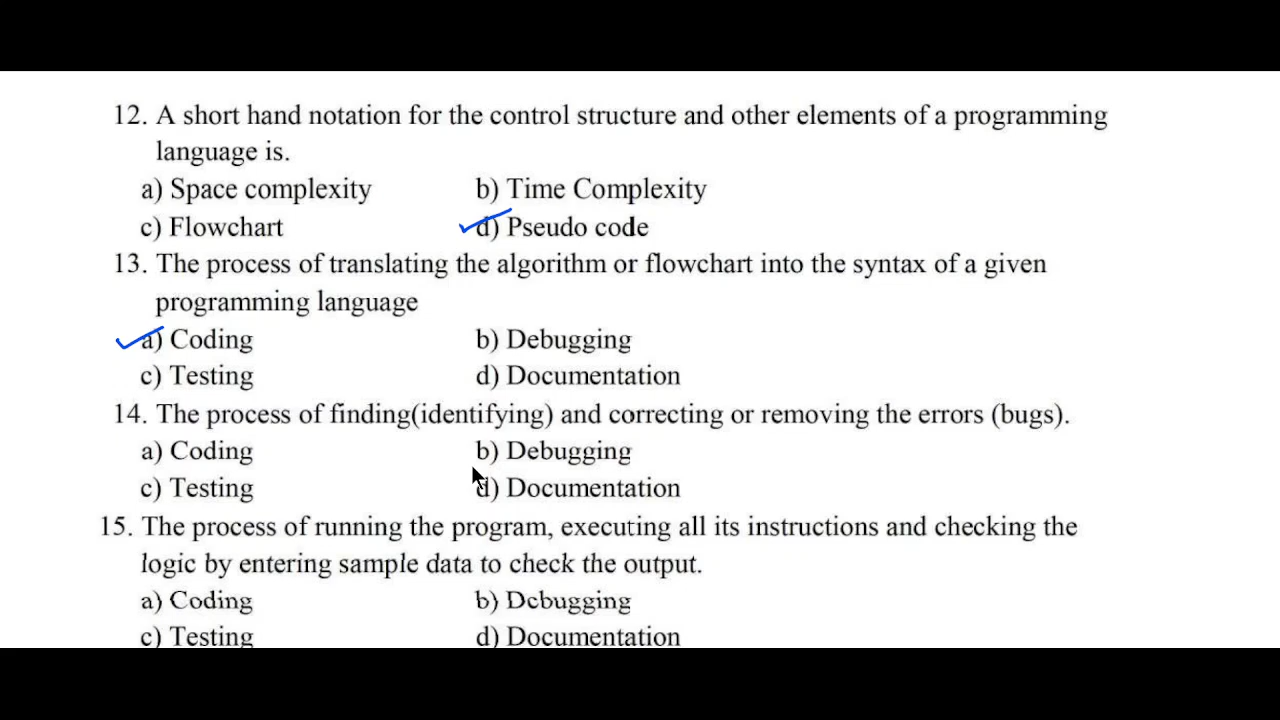 12. A short hand notation for the control structure and other elements of a programming
language is.
a) Space complexity b) Time Complexity
c) Flowchart d) Pseudo code
13. The process of translating the algorithm or flowchart into the syntax of a given
programming language
a) Coding b) Debugging
c) Testing d) Documentation
14. The process of finding(identifying) and correcting or removing the errors (bugs).
a) Coding b) Debugging
c) Testing d) Documentation
15. The process of running the program, executing all its instructions and checking the
logic by entering sample data to check the output.
a) Coding b) Debugging
c) Testing d) Documentation